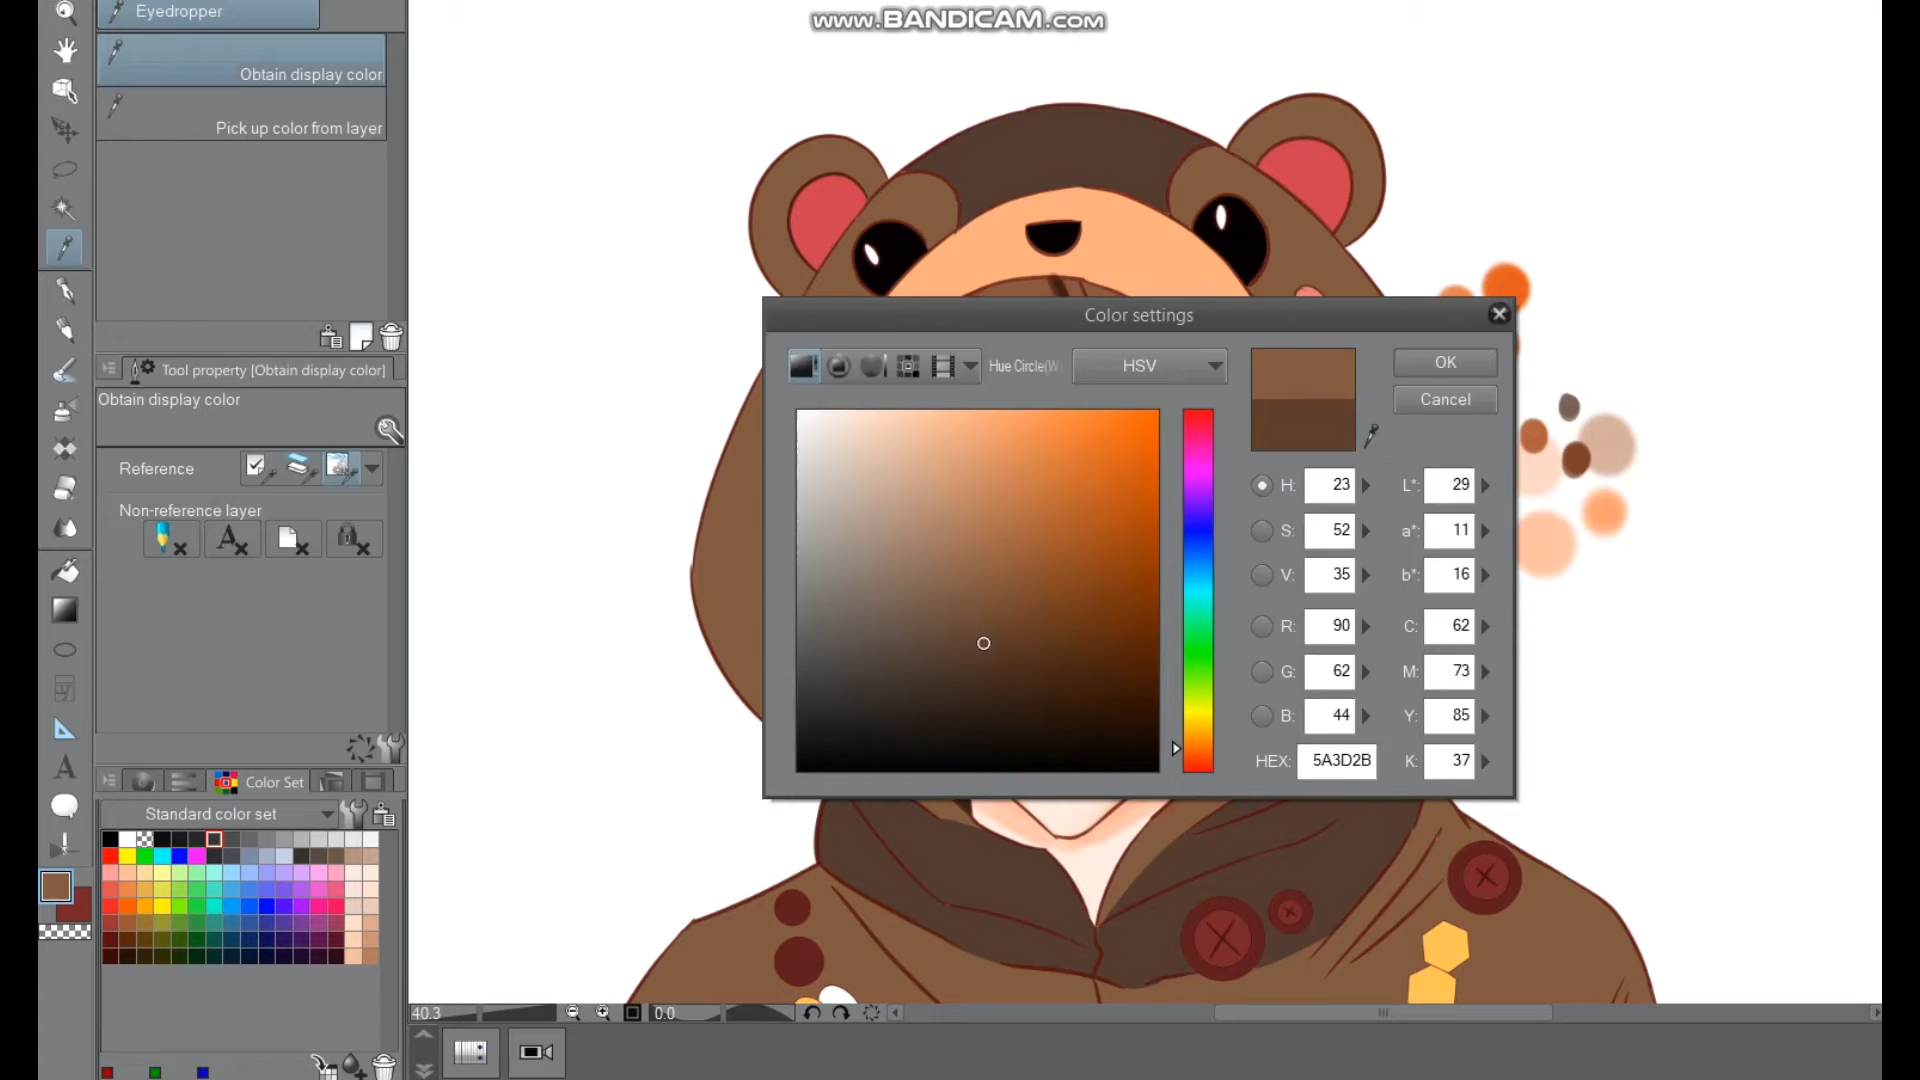 Eyedropper
www.BANDICAM.com
Obtain display color
Pick up color from layer
Tool property [Obtain display color]
Obtain display color
Reference
Non-reference layer
Color settings
Hue Circle(W
HSV
OK
Cancel
H: 23 L*: 29
S: 52 a*: 11
V: 35 b*: 16
R: 90 C: 62
G: 62 M: 73
B: 44 Y: 85
HEX: 5A3D2B K: 37
Color Set
Standard color set
40.3
0.0